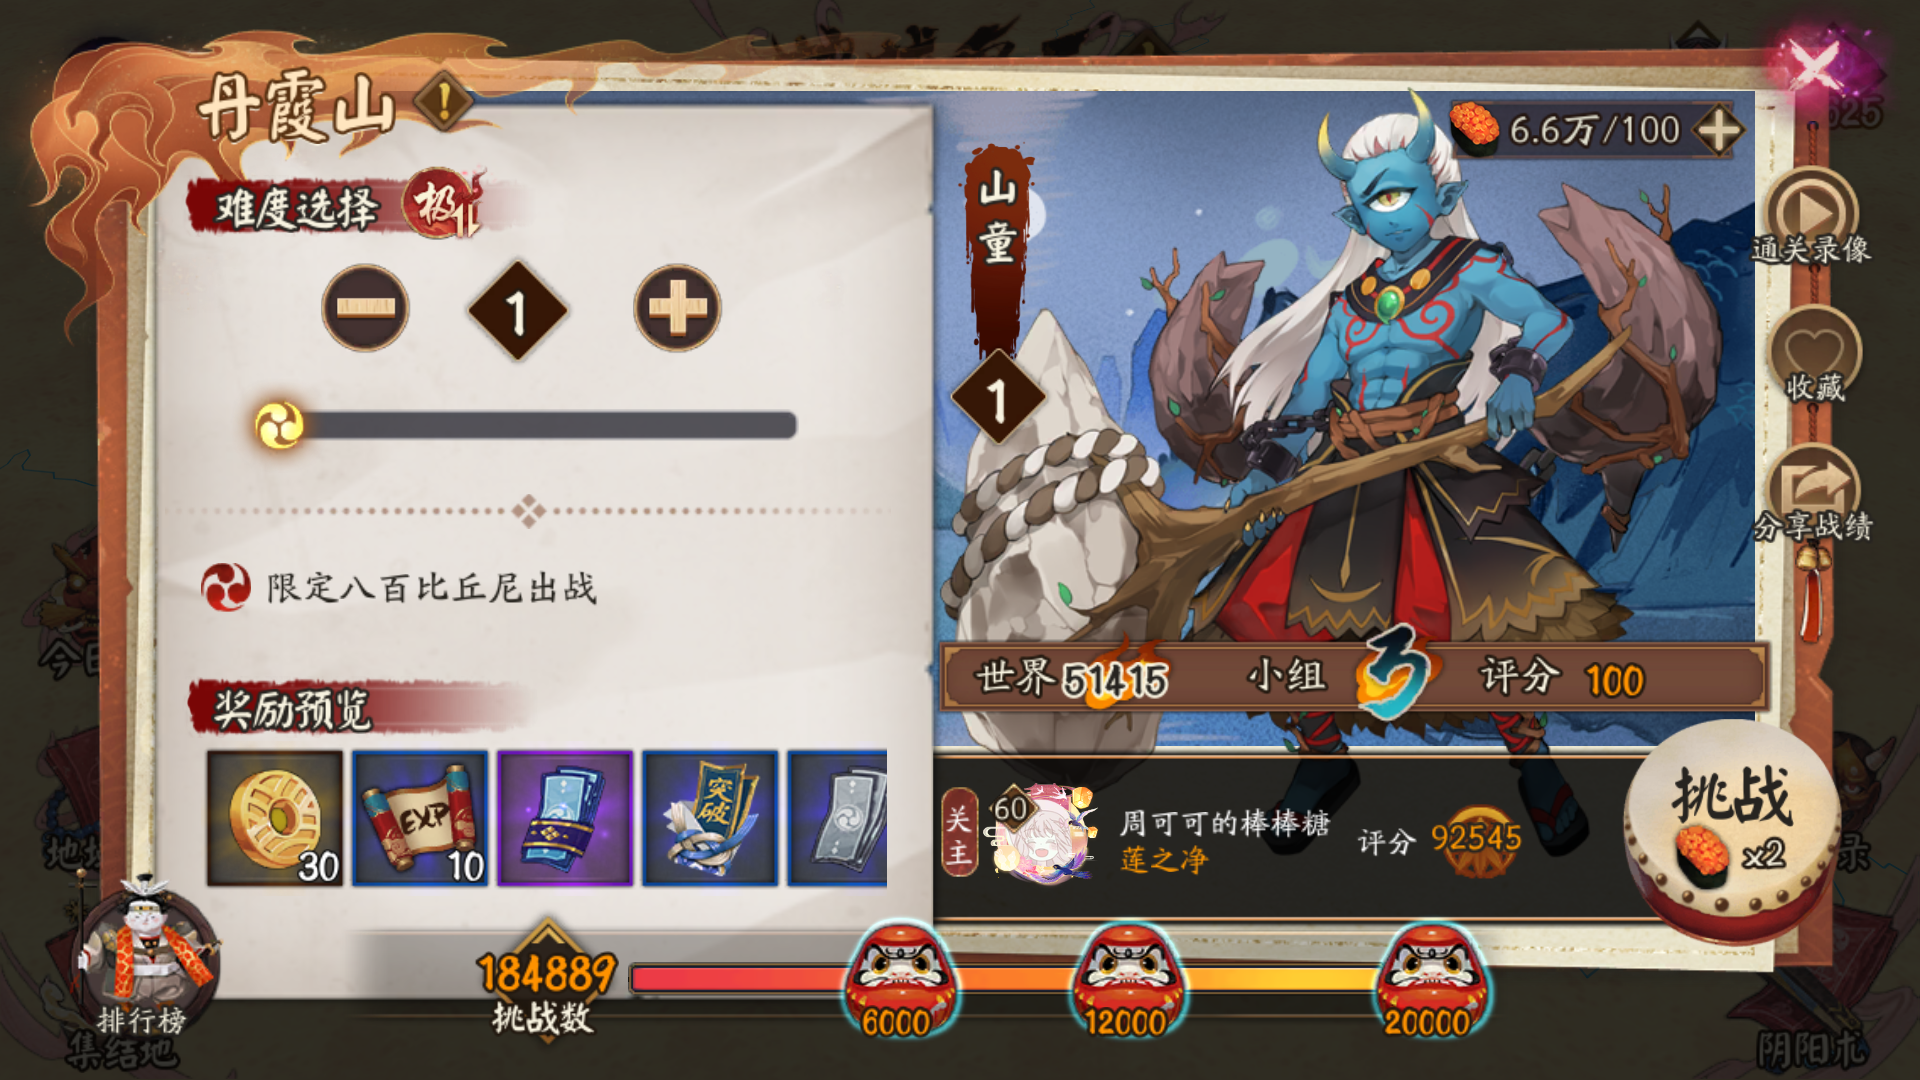 丹霞山
!
6.6万/100
难度选择
极
1
山童
1
通关录像
收藏
分享战绩
限定八百比丘尼出战
世界 51415
小组 3
评分 100
奖励预览
30
EXP
10
突破
关主
60
周可可的棒棒糖
莲之净
评分 92545
挑战
x2
184889
挑战数
6000
12000
20000
排行榜
集结地
阴阳术